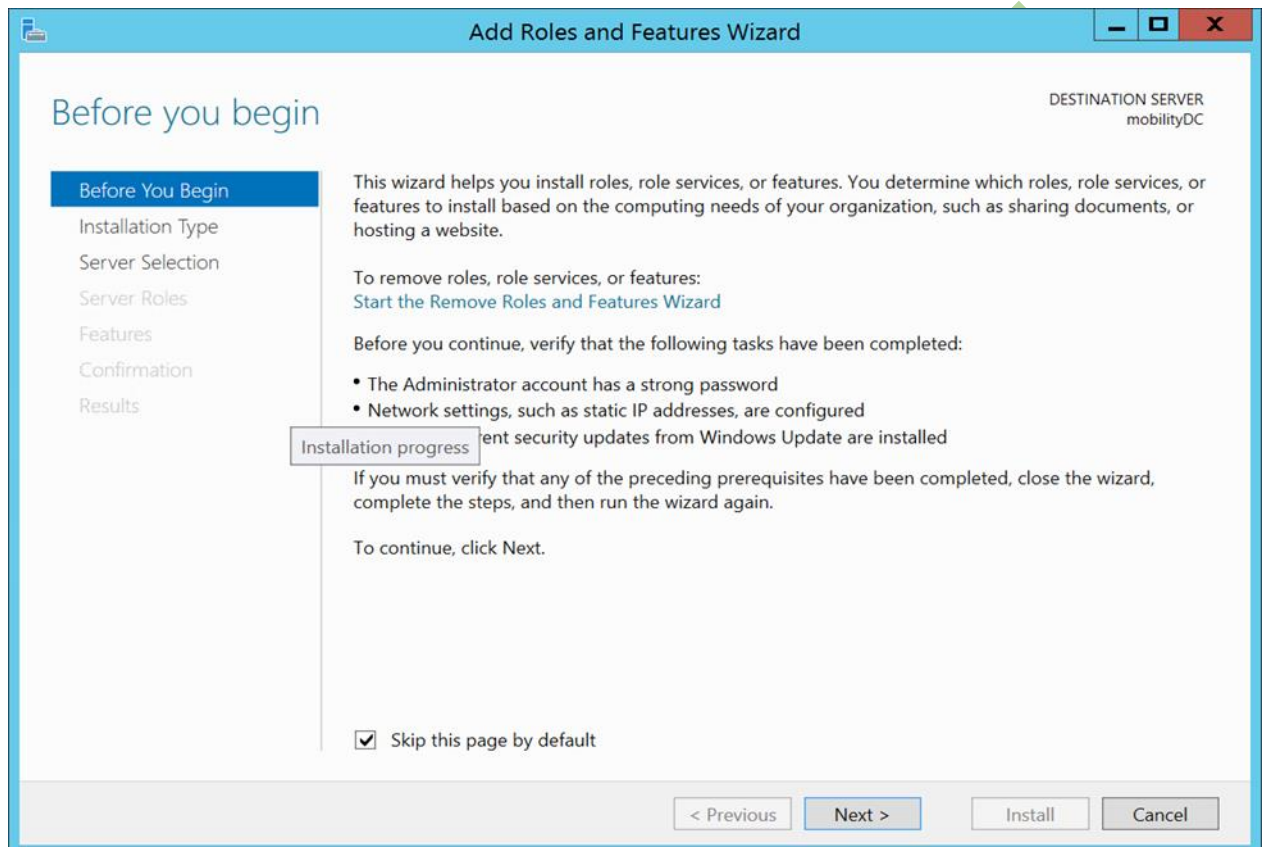 Add Roles and Features Wizard
X
Before you begin
DESTINATION SERVER
mobilityDC
Before You Begin
Installation Type
Server Selection
Server Roles
Features
Confirmation
Results
This wizard helps you install roles, role services, or features. You determine which roles, role services, or
features to install based on the computing needs of your organization, such as sharing documents, or
hosting a website.
To remove roles, role services, or features:
Start the Remove Roles and Features Wizard
Before you continue, verify that the following tasks have been completed:
• The Administrator account has a strong password
• Network settings, such as static IP addresses, are configured
security updates from Windows Update are installed
Installation progress
If you must verify that any of the preceding prerequisites have been completed, close the wizard,
complete the steps, and then run the wizard again.
To continue, click Next.
Skip this page by default
< Previous
Next >
Install
Cancel